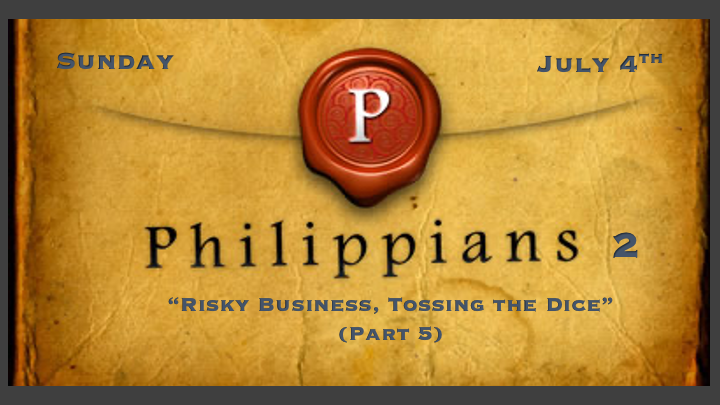 Sunday July 4th
P
Philippians 2
“Risky Business, Tossing the Dice”
(Part 5)